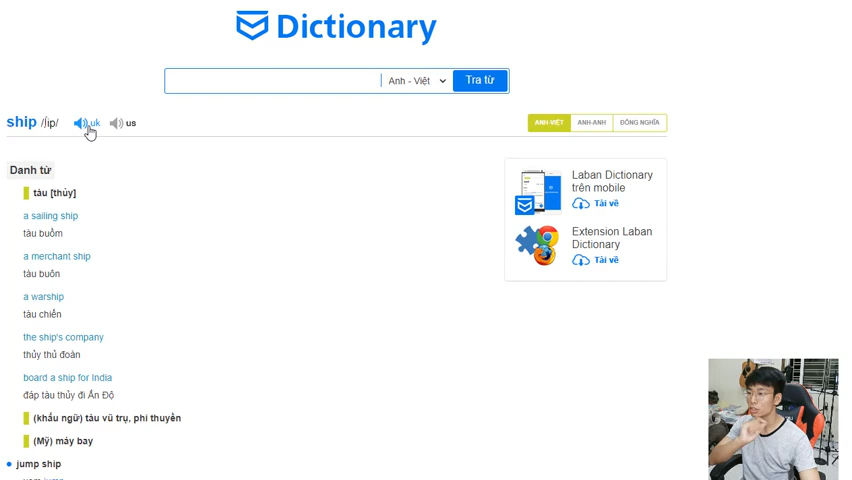 Dictionary
Anh - Việt
Tra từ
ship /ʃip/ uk us
ANH-VIỆT ANH-ANH ĐỒNG NGHĨA
Danh từ
tàu [thủy]
a sailing ship
tàu buồm
a merchant ship
tàu buôn
a warship
tàu chiến
the ship's company
thủy thủ đoàn
board a ship for India
đáp tàu thủy đi Ấn Độ
(khẩu ngữ) tàu vũ trụ, phi thuyền
(Mỹ) máy bay
jump ship
Laban Dictionary
trên mobile
Tải về
Extension Laban
Dictionary
Tải về